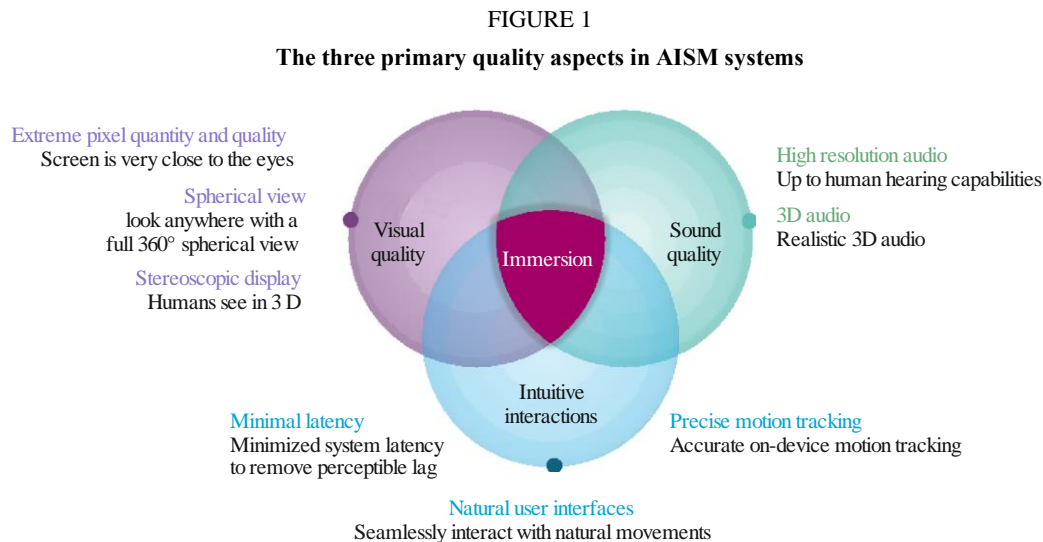 FIGURE 1
The three primary quality aspects in AISM systems
Extreme pixel quantity and quality
Screen is very close to the eyes
Spherical view
look anywhere with a
full 360° spherical view
Stereoscopic display
Humans see in 3 D
Visual
quality
Immersion
Sound
quality
High resolution audio
Up to human hearing capabilities
3D audio
Realistic 3D audio
Intuitive
interactions
Minimal latency
Minimized system latency
to remove perceptible lag
Precise motion tracking
Accurate on-device motion tracking
Natural user interfaces
Seamlessly interact with natural movements